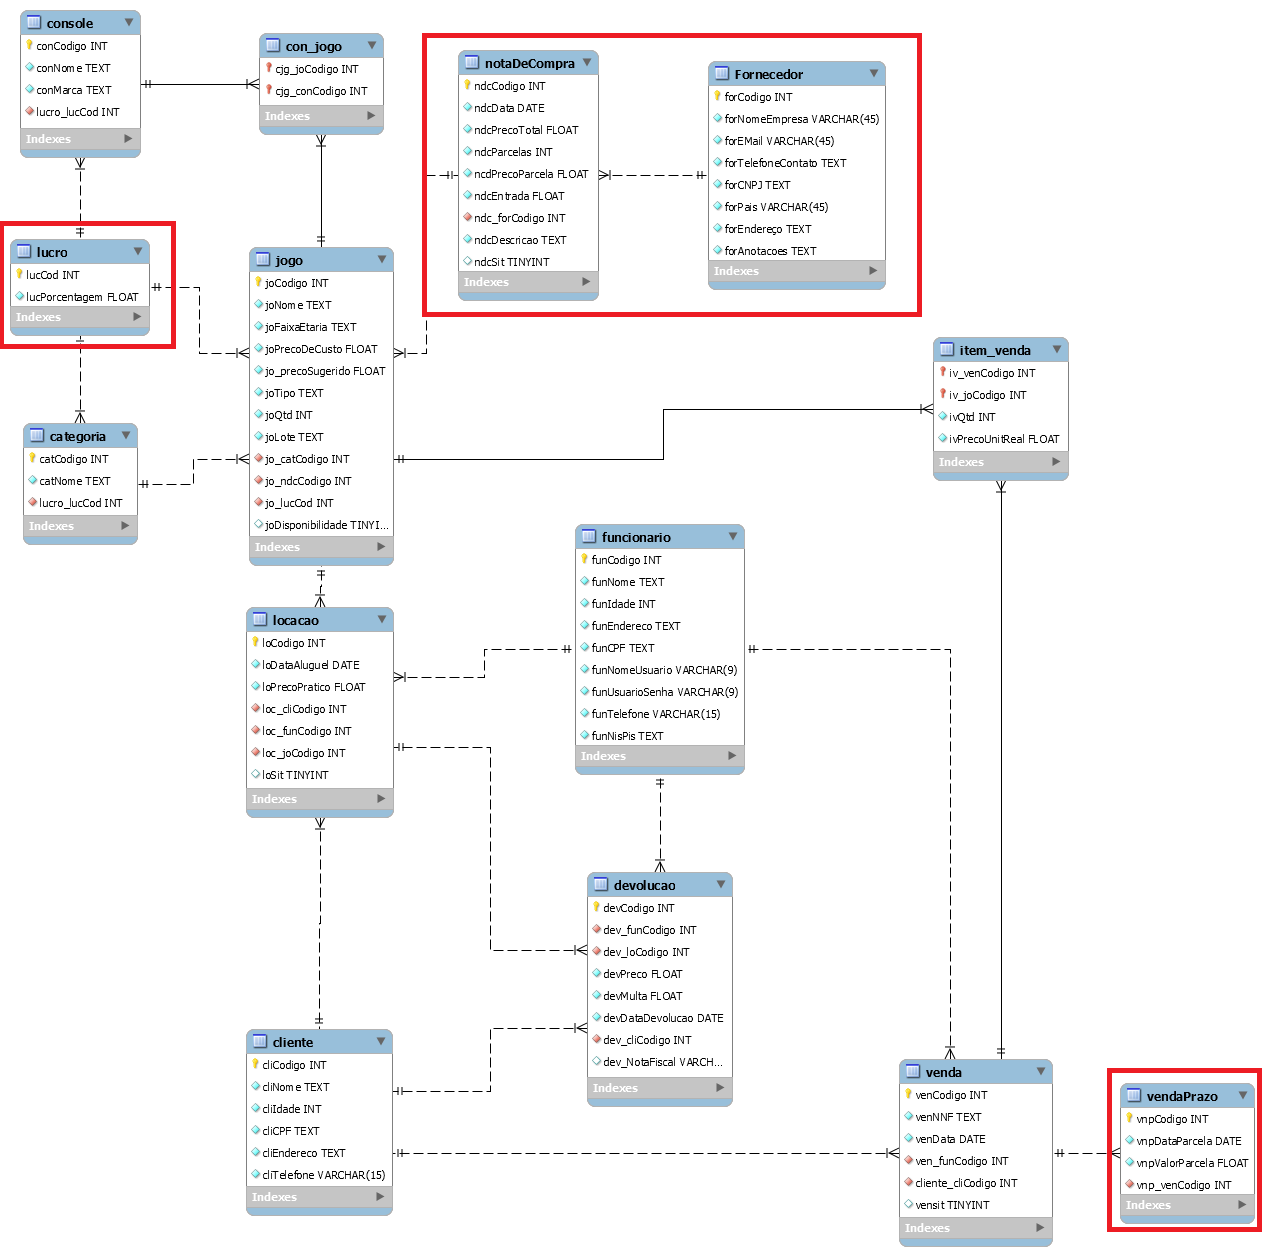 console
conCodigo INT
conNome TEXT
conMarca TEXT
lucro_lucCod INT
Indexes
con_jogo
cjg_joCodigo INT
cjg_conCodigo INT
Indexes
notaDeCompra
ndcCodigo INT
ndcData DATE
ndcPrecoTotal FLOAT
ndcParcelas INT
ncdPrecoParcela FLOAT
ndcEntrada FLOAT
ndc_forCodigo INT
ndcDescricao TEXT
ndcSit TINYINT
Indexes
Fornecedor
forCodigo INT
forNomeEmpresa VARCHAR(45)
forEMail VARCHAR(45)
forTelefoneContato TEXT
forCNPJ TEXT
forPais VARCHAR(45)
forEndereço TEXT
forAnotacoes TEXT
Indexes
lucro
lucCod INT
lucPorcentagem FLOAT
Indexes
jogo
joCodigo INT
joNome TEXT
joFaixaEtaria TEXT
joPrecoDeCusto FLOAT
jo_precoSugerido FLOAT
joTipo TEXT
joQtd INT
joLote TEXT
jo_catCodigo INT
jo_ndcCodigo INT
jo_lucCod INT
joDisponibilidade TINYI...
Indexes
item_venda
iv_venCodigo INT
iv_joCodigo INT
ivQtd INT
ivPrecoUnitReal FLOAT
Indexes
categoria
catCodigo INT
catNome TEXT
lucro_lucCod INT
Indexes
funcionario
funCodigo INT
funNome TEXT
funIdade INT
funEndereco TEXT
funCPF TEXT
funNomeUsuario VARCHAR(9)
funUsuarioSenha VARCHAR(9)
funTelefone VARCHAR(15)
funNisPis TEXT
Indexes
locacao
loCodigo INT
loDataAluguel DATE
loPrecoPratico FLOAT
loc_cliCodigo INT
loc_funCodigo INT
loc_joCodigo INT
loSit TINYINT
Indexes
devolucao
devCodigo INT
dev_funCodigo INT
dev_loCodigo INT
devPreco FLOAT
devMulta FLOAT
devDataDevolucao DATE
dev_cliCodigo INT
dev_NotaFiscal VARCH...
Indexes
cliente
cliCodigo INT
cliNome TEXT
cliIdade INT
cliCPF TEXT
cliEndereco TEXT
cliTelefone VARCHAR(15)
Indexes
venda
venCodigo INT
venNNF TEXT
venData DATE
ven_funCodigo INT
cliente_cliCodigo INT
vensit TINYINT
Indexes
vendaPrazo
vnpCodigo INT
vnpDataParcela DATE
vnpValorParcela FLOAT
vnp_venCodigo INT
Indexes